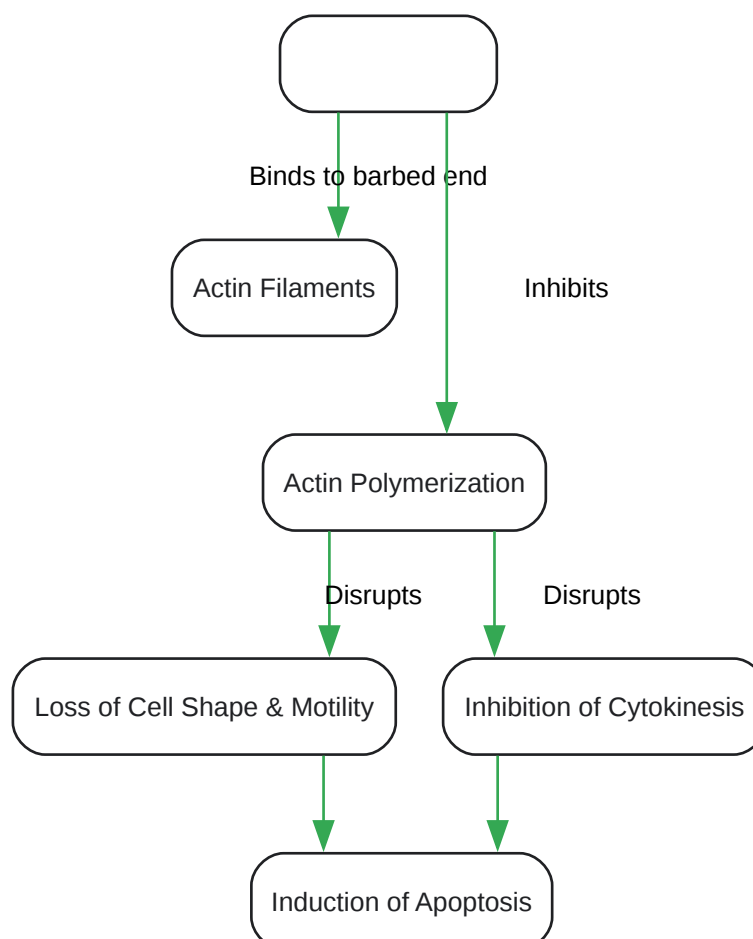 Binds to barbed end
Actin Filaments
Inhibits
Actin Polymerization
Disrupts
Disrupts
Loss of Cell Shape & Motility
Inhibition of Cytokinesis
Induction of Apoptosis